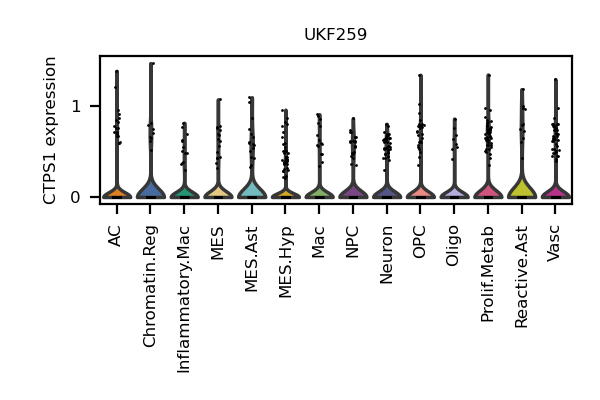 UKF259
CTPS1 expression
1
0
AC
Chromatin.Reg
Inflammatory.Mac
MES
MES.Ast
MES.Hyp
Mac
NPC
Neuron
OPC
Oligo
Prolif.Metab
Reactive.Ast
Vasc